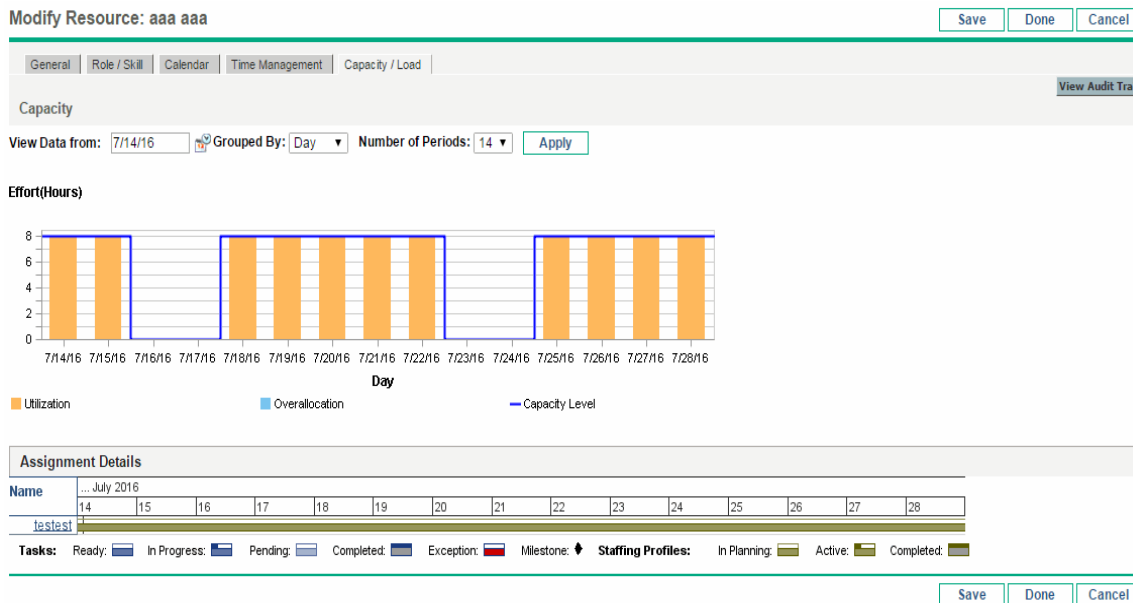 Modify Resource: aaa aaa
Save Done Cancel
General Role / Skill Calendar Time Management Capacity / Load
View Audit Tra
Capacity
View Data from: 7/14/16 Grouped By: Day Number of Periods: 14 Apply
Effort(Hours)
8
6
4
2
0
7/14/16 7/15/16 7/16/16 7/17/16 7/18/16 7/19/16 7/20/16 7/21/16 7/22/16 7/23/16 7/24/16 7/25/16 7/26/16 7/27/16 7/28/16
Day
Utilization Overallocation Capacity Level
Assignment Details
Name ... July 2016
14 15 16 17 18 19 20 21 22 23 24 25 26 27 28
testest
Tasks: Ready: In Progress: Pending: Completed: Exception: Milestone: Staffing Profiles: In Planning: Active: Completed:
Save Done Cancel